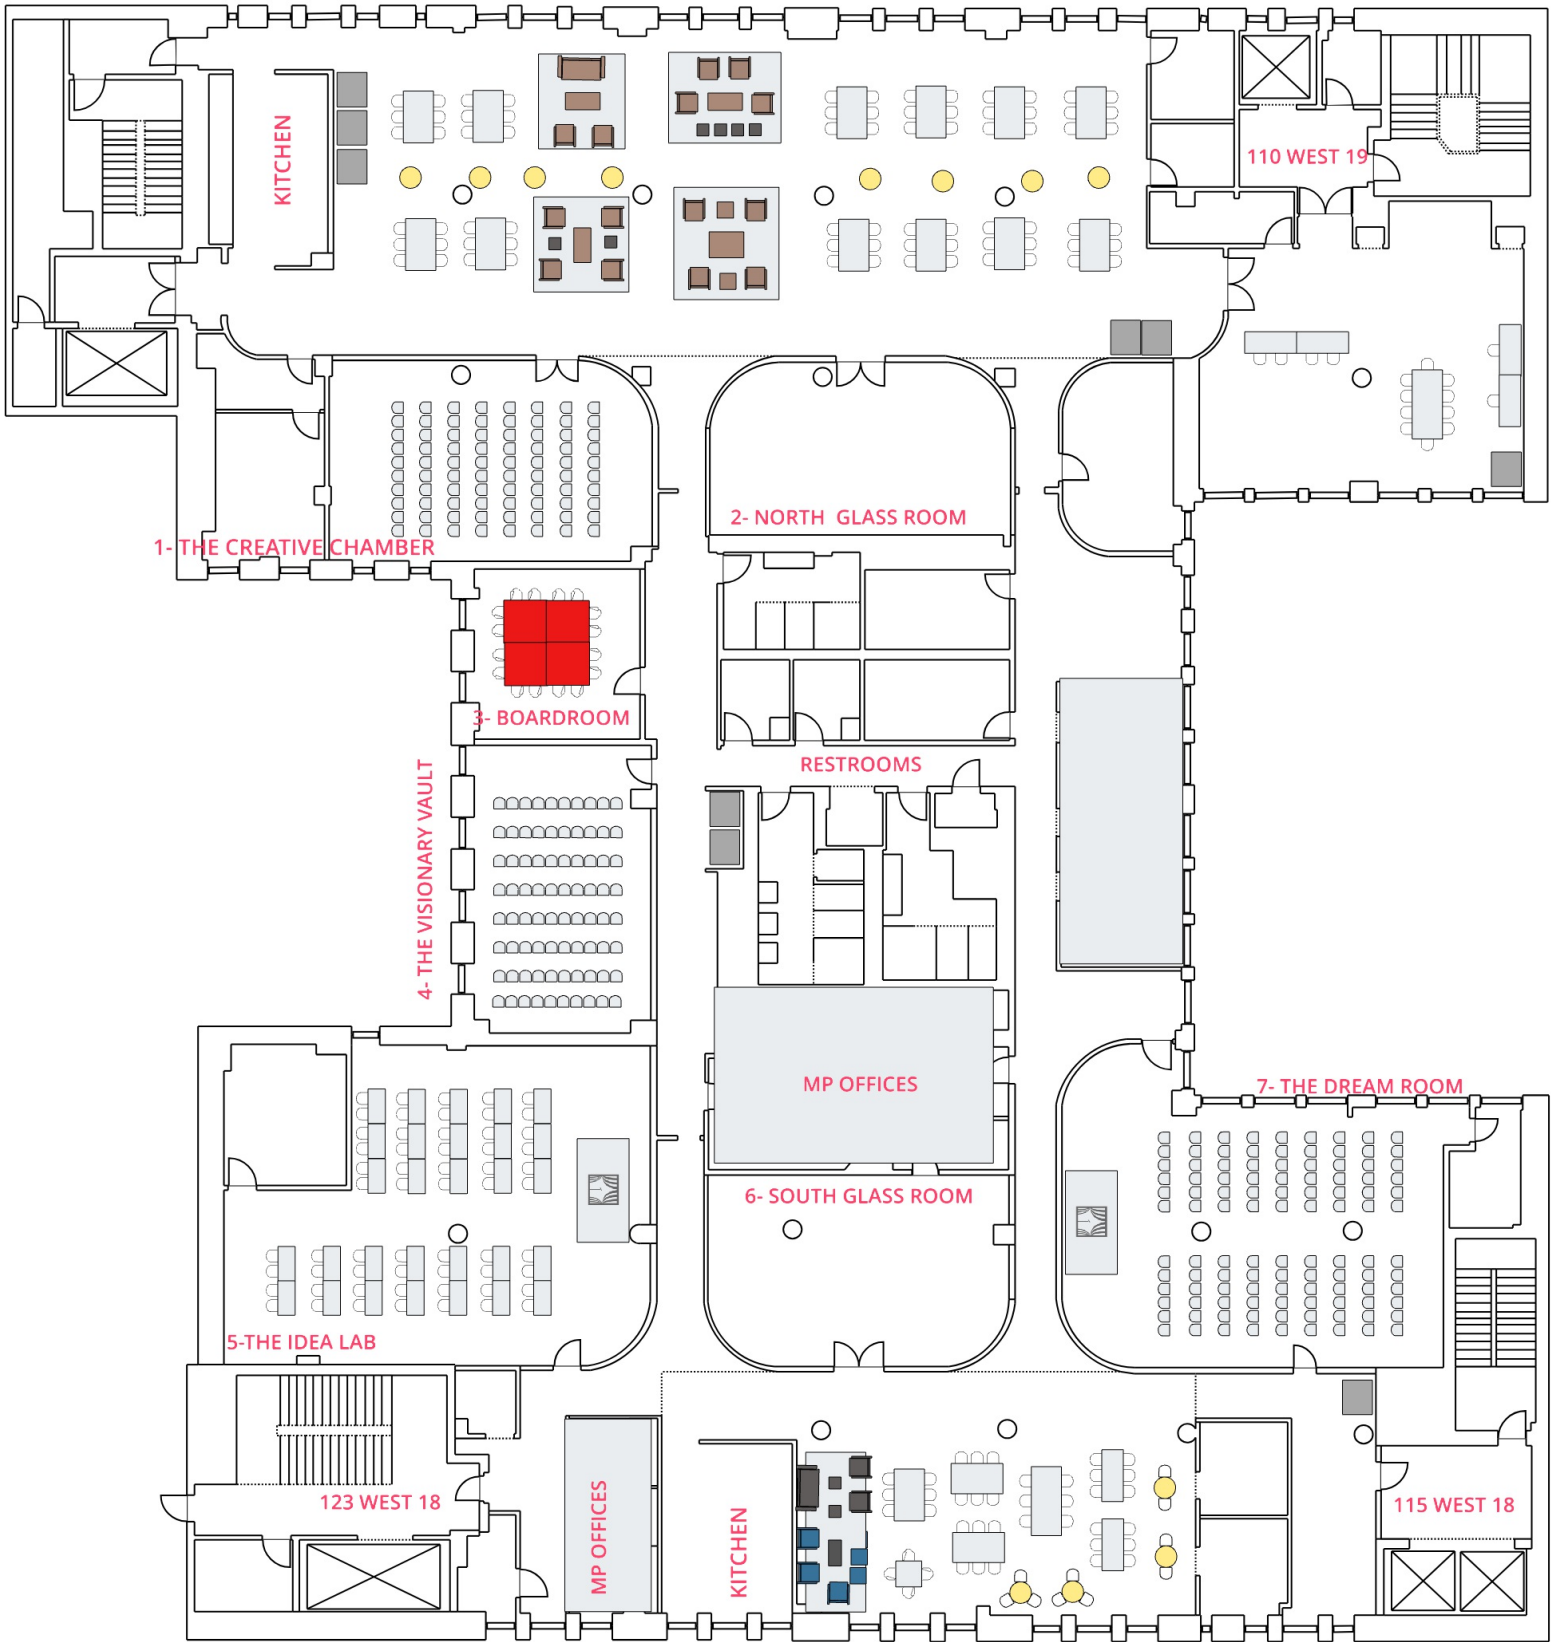 KITCHEN
110 WEST 19
2- NORTH GLASS ROOM
1- THE CREATIVE CHAMBER
3- BOARDROOM
RESTROOMS
4- THE VISIONARY VAULT
MP OFFICES
7- THE DREAM ROOM
6- SOUTH GLASS ROOM
5-THE IDEA LAB
123 WEST 18
MP OFFICES
KITCHEN
115 WEST 18